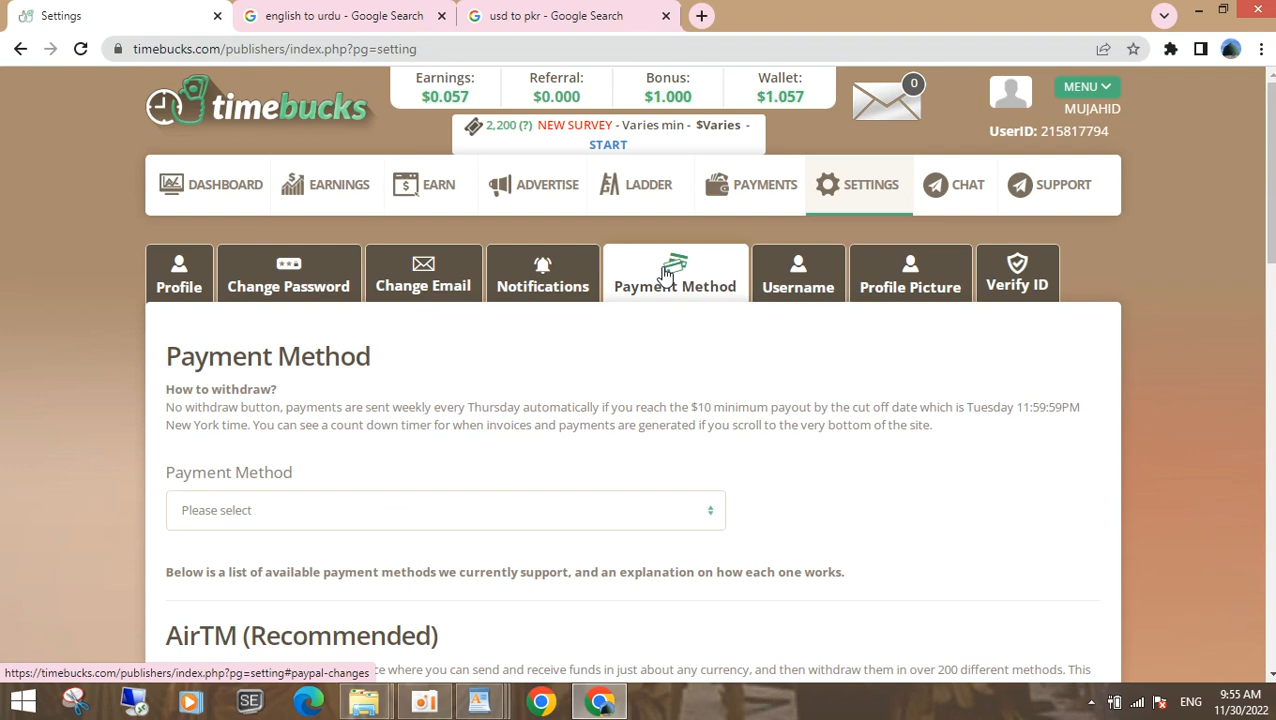 Settings
english to urdu - Google Search
usd to pkr - Google Search
timebucks.com/publishers/index.php?pg=setting
timebucks
Earnings: Referral: Bonus: Wallet:
$0.057 $0.000 $1.000 $1.057
0
MENU
MUJAHID
UserID: 215817794
2,200 (?) NEW SURVEY - Varies min - $Varies -
START
DASHBOARD EARNINGS EARN ADVERTISE LADDER PAYMENTS SETTINGS CHAT SUPPORT
Profile Change Password Change Email Notifications Payment Method Username Profile Picture Verify ID
Payment Method
How to withdraw?
No withdraw button, payments are sent weekly every Thursday automatically if you reach the $10 minimum payout by the cut off date which is Tuesday 11:59:59PM
New York time. You can see a count down timer for when invoices and payments are generated if you scroll to the very bottom of the site.
Payment Method
Please select
Below is a list of available payment methods we currently support, and an explanation on how each one works.
AirTM (Recommended)
where you can send and receive funds in just about any currency, and then withdraw them in over 200 different methods. This
https://timebucks.com/publishers/index.php?pg=setting#paypal-changes
SE
ENG
9:55 AM
11/30/2022